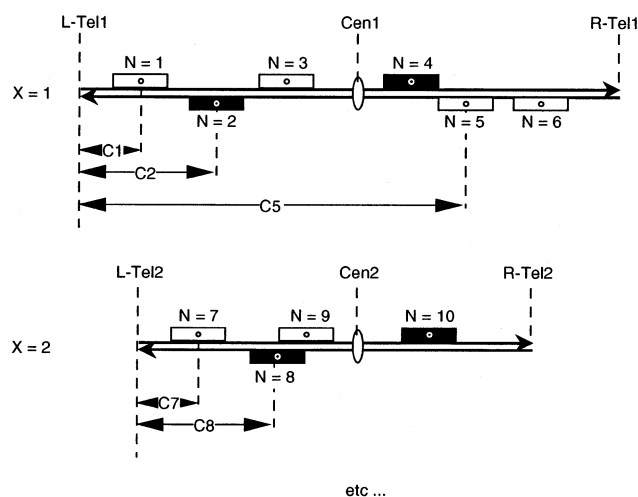 L-Tel1 Cen1 R-Tel1
N = 1 N = 3 N = 4
X = 1
N = 2 N = 5 N = 6
C1
C2
C5
L-Tel2 Cen2 R-Tel2
N = 7 N = 9 N = 10
X = 2
N = 8
C7
C8
etc ...